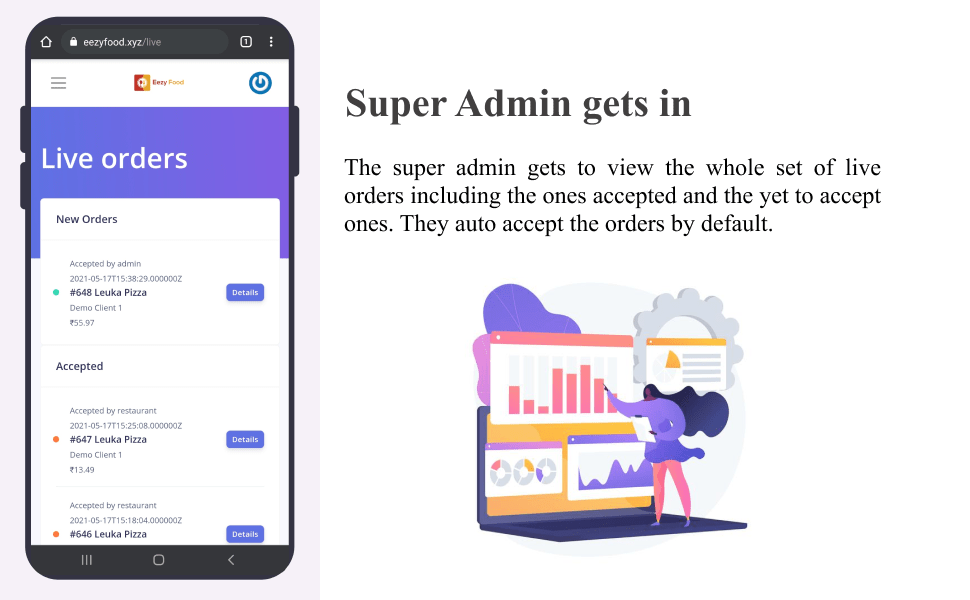 eezyfood.xyz/live
1
Eezy Food
Live orders
New Orders
Accepted by admin
2021-05-17T15:38:29.000000Z
#648 Leuka Pizza
Details
Demo Client 1
₹55.97
Accepted
Accepted by restaurant
2021-05-17T15:25:08.000000Z
#647 Leuka Pizza
Details
Demo Client 1
₹13.49
Accepted by restaurant
2021-05-17T15:18:04.000000Z
#646 Leuka Pizza
Details
Super Admin gets in
The super admin gets to view the whole set of live
orders including the ones accepted and the yet to accept
ones. They auto accept the orders by default.